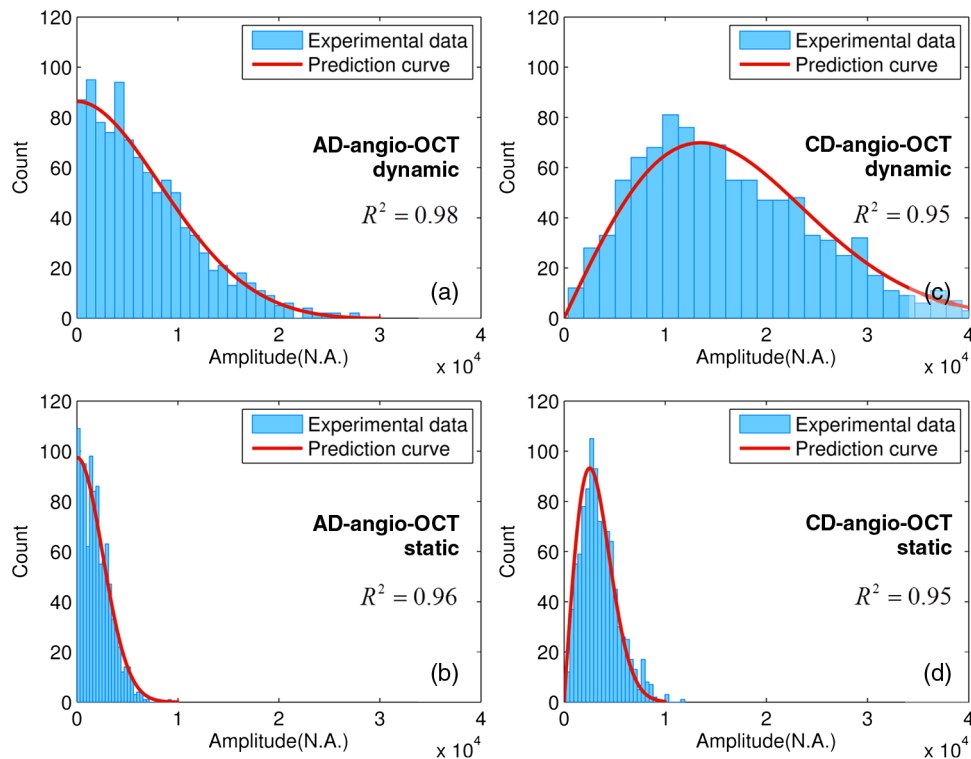 120
100
80
60
40
20
0
Count
Experimental data
Prediction curve
AD-angio-OCT
dynamic
R² = 0.98
(a)
0 1 2 3 4
Amplitude(N.A.)
x 10⁴
120
100
80
60
40
20
0
Count
Experimental data
Prediction curve
CD-angio-OCT
dynamic
R² = 0.95
(c)
0 1 2 3 4
Amplitude(N.A.)
x 10⁴
120
100
80
60
40
20
0
Count
Experimental data
Prediction curve
AD-angio-OCT
static
R² = 0.96
(b)
0 1 2 3 4
Amplitude(N.A.)
x 10⁴
120
100
80
60
40
20
0
Count
Experimental data
Prediction curve
CD-angio-OCT
static
R² = 0.95
(d)
0 1 2 3 4
Amplitude(N.A.)
x 10⁴